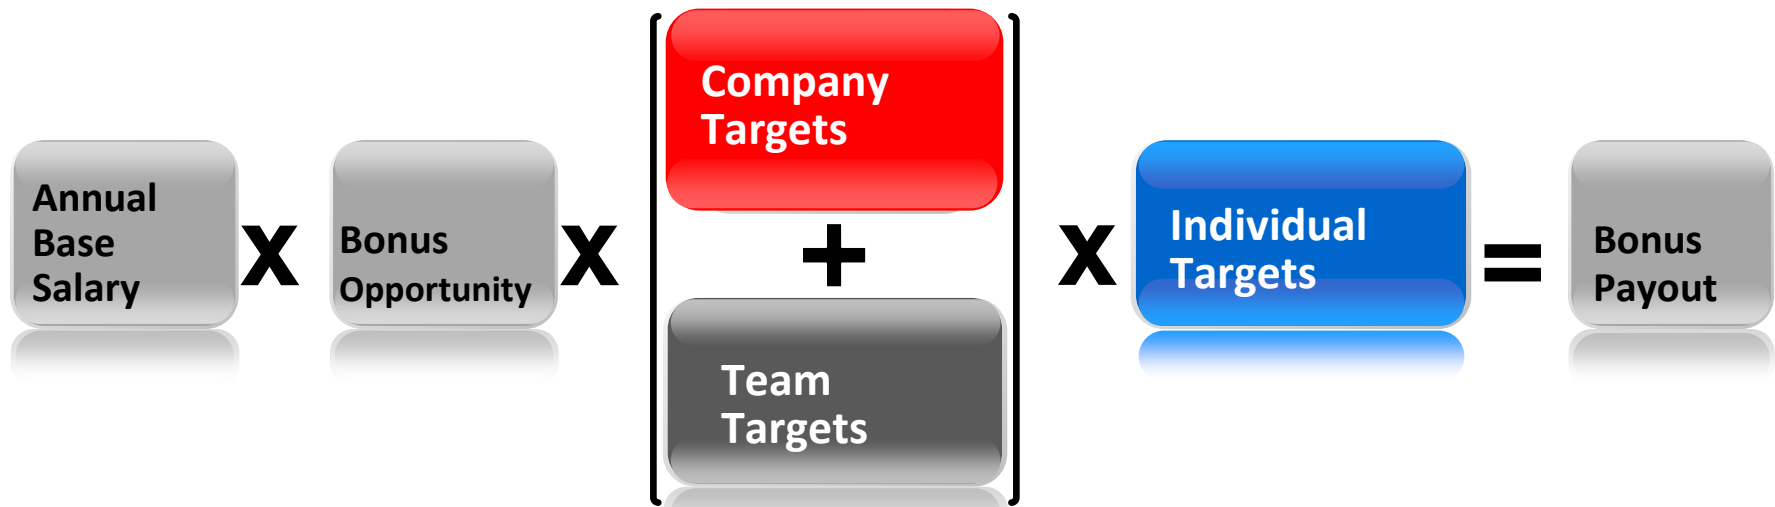 Annual
Base
Salary
X
Bonus
Opportunity
X
[
Company
Targets
+
Team
Targets
]
X
Individual
Targets
=
Bonus
Payout